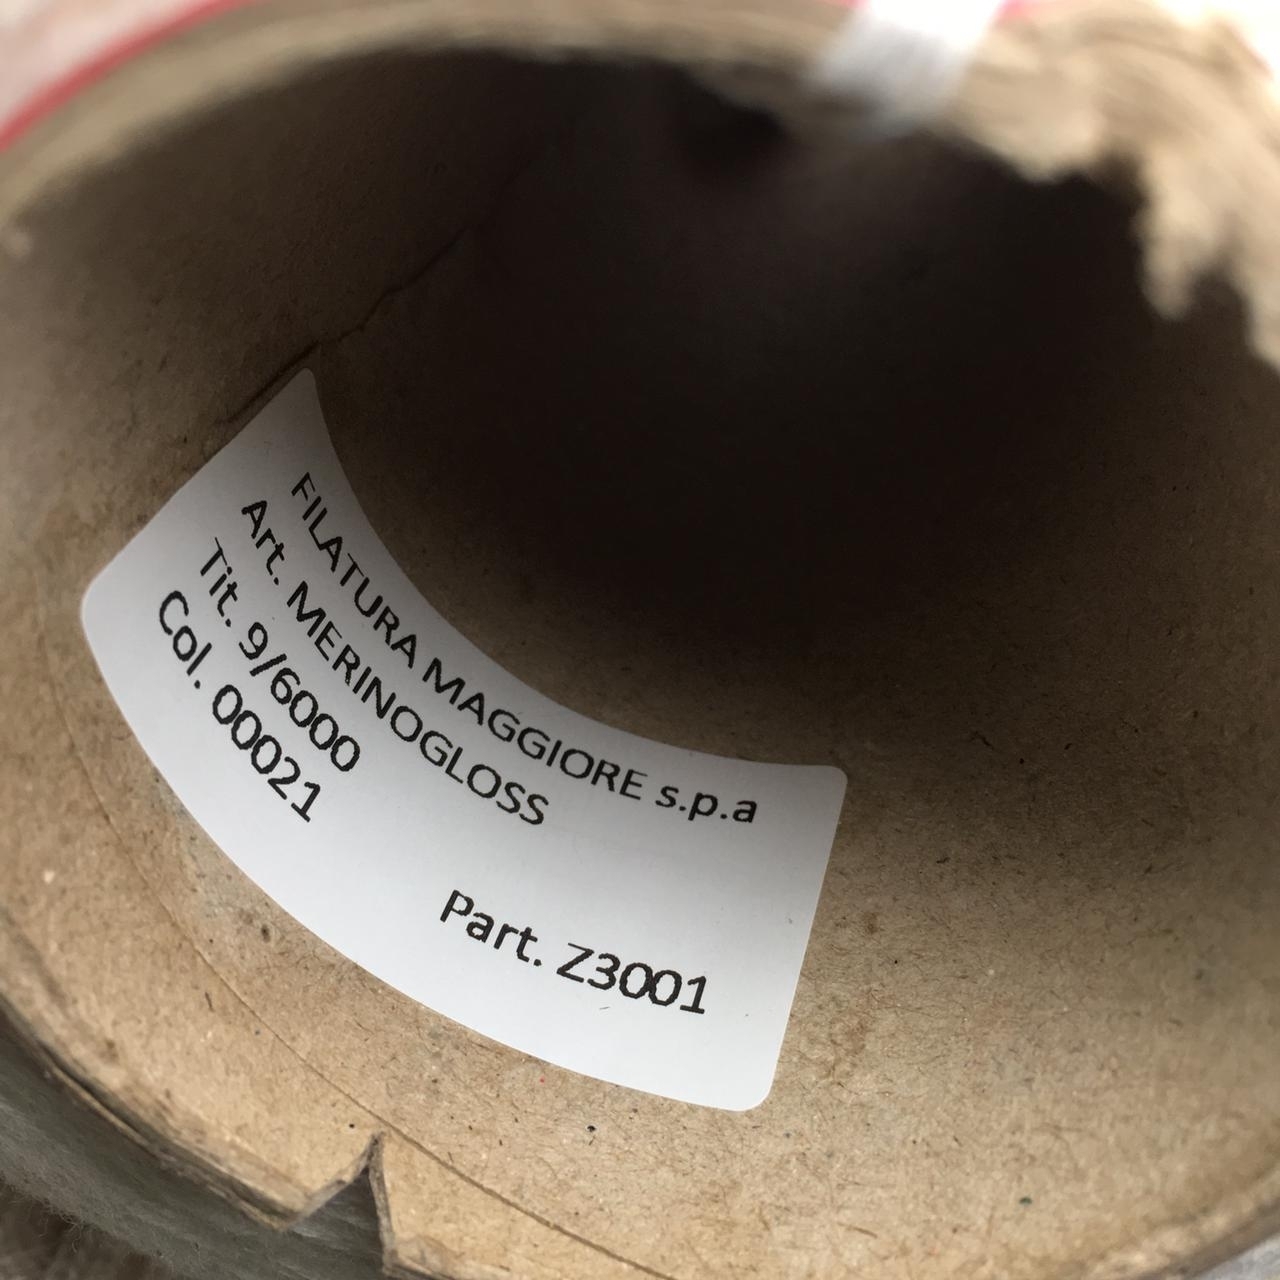 FILATURA MAGGIORE s.p.a
Art. MERINOGLOSS
Tit. 9/6000
Col. 00021
Part. Z3001